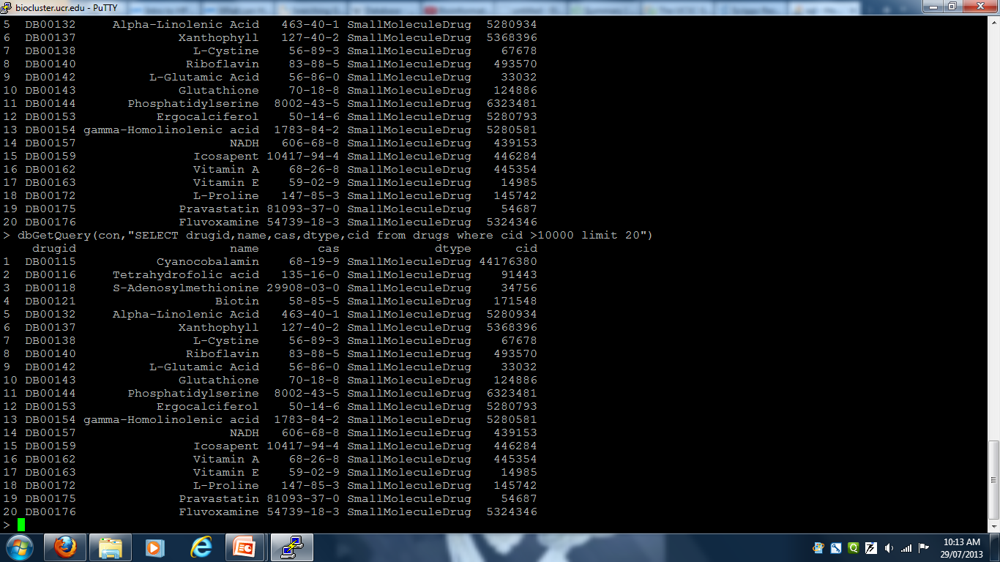 biocluster.ucr.edu - PuTTY
5 DB00132 Alpha-Linolenic Acid 463-40-1 SmallMoleculeDrug 5280934
6 DB00137 Xanthophyll 127-40-2 SmallMoleculeDrug 5368396
7 DB00138 L-Cystine 56-89-3 SmallMoleculeDrug 67678
8 DB00140 Riboflavin 83-88-5 SmallMoleculeDrug 493570
9 DB00142 L-Glutamic Acid 56-86-0 SmallMoleculeDrug 33032
10 DB00143 Glutathione 70-18-8 SmallMoleculeDrug 124886
11 DB00144 Phosphatidylserine 8002-43-5 SmallMoleculeDrug 6323481
12 DB00153 Ergocalciferol 50-14-6 SmallMoleculeDrug 5280793
13 DB00154 gamma-Homolinolenic acid 1783-84-2 SmallMoleculeDrug 5280581
14 DB00157 NADH 606-68-8 SmallMoleculeDrug 439153
15 DB00159 Icosapent 10417-94-4 SmallMoleculeDrug 446284
16 DB00162 Vitamin A 68-26-8 SmallMoleculeDrug 445354
17 DB00163 Vitamin E 59-02-9 SmallMoleculeDrug 14985
18 DB00172 L-Proline 147-85-3 SmallMoleculeDrug 145742
19 DB00175 Pravastatin 81093-37-0 SmallMoleculeDrug 54687
20 DB00176 Fluvoxamine 54739-18-3 SmallMoleculeDrug 5324346
> dbGetQuery(con,"SELECT drugid,name,cas,dtype,cid from drugs where cid >10000 limit 20")
drugid name cas dtype cid
1 DB00115 Cyanocobalamin 68-19-9 SmallMoleculeDrug 44176380
2 DB00116 Tetrahydrofolic acid 135-16-0 SmallMoleculeDrug 91443
3 DB00118 S-Adenosylmethionine 29908-03-0 SmallMoleculeDrug 34756
4 DB00121 Biotin 58-85-5 SmallMoleculeDrug 171548
5 DB00132 Alpha-Linolenic Acid 463-40-1 SmallMoleculeDrug 5280934
6 DB00137 Xanthophyll 127-40-2 SmallMoleculeDrug 5368396
7 DB00138 L-Cystine 56-89-3 SmallMoleculeDrug 67678
8 DB00140 Riboflavin 83-88-5 SmallMoleculeDrug 493570
9 DB00142 L-Glutamic Acid 56-86-0 SmallMoleculeDrug 33032
10 DB00143 Glutathione 70-18-8 SmallMoleculeDrug 124886
11 DB00144 Phosphatidylserine 8002-43-5 SmallMoleculeDrug 6323481
12 DB00153 Ergocalciferol 50-14-6 SmallMoleculeDrug 5280793
13 DB00154 gamma-Homolinolenic acid 1783-84-2 SmallMoleculeDrug 5280581
14 DB00157 NADH 606-68-8 SmallMoleculeDrug 439153
15 DB00159 Icosapent 10417-94-4 SmallMoleculeDrug 446284
16 DB00162 Vitamin A 68-26-8 SmallMoleculeDrug 445354
17 DB00163 Vitamin E 59-02-9 SmallMoleculeDrug 14985
18 DB00172 L-Proline 147-85-3 SmallMoleculeDrug 145742
19 DB00175 Pravastatin 81093-37-0 SmallMoleculeDrug 54687
20 DB00176 Fluvoxamine 54739-18-3 SmallMoleculeDrug 5324346
>
10:13 AM
29/07/2013